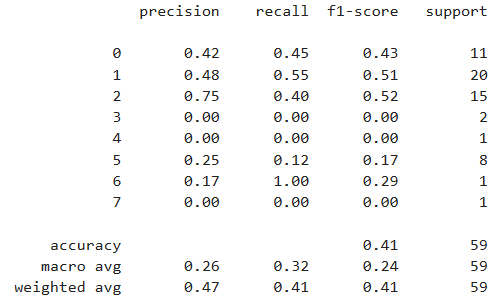 precision recall f1-score support
0 0.42 0.45 0.43 11
1 0.48 0.55 0.51 20
2 0.75 0.40 0.52 15
3 0.00 0.00 0.00 2
4 0.00 0.00 0.00 1
5 0.25 0.12 0.17 8
6 0.17 1.00 0.29 1
7 0.00 0.00 0.00 1
accuracy 0.41 59
macro avg 0.26 0.32 0.24 59
weighted avg 0.47 0.41 0.41 59